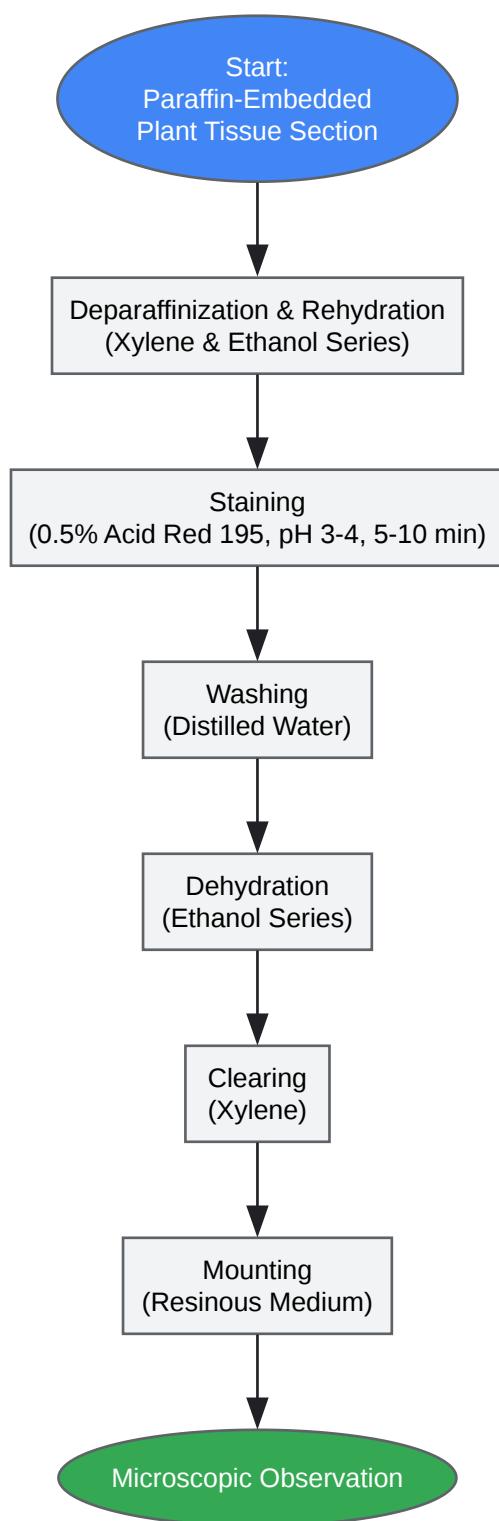 Start:
Paraffin-Embedded
Plant Tissue Section
Deparaffinization & Rehydration
(Xylene & Ethanol Series)
Staining
(0.5% Acid Red 195, pH 3-4, 5-10 min)
Washing
(Distilled Water)
Dehydration
(Ethanol Series)
Clearing
(Xylene)
Mounting
(Resinous Medium)
Microscopic Observation